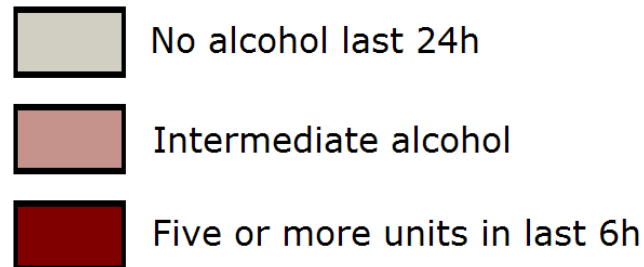 No alcohol last 24h
Intermediate alcohol
Five or more units in last 6h